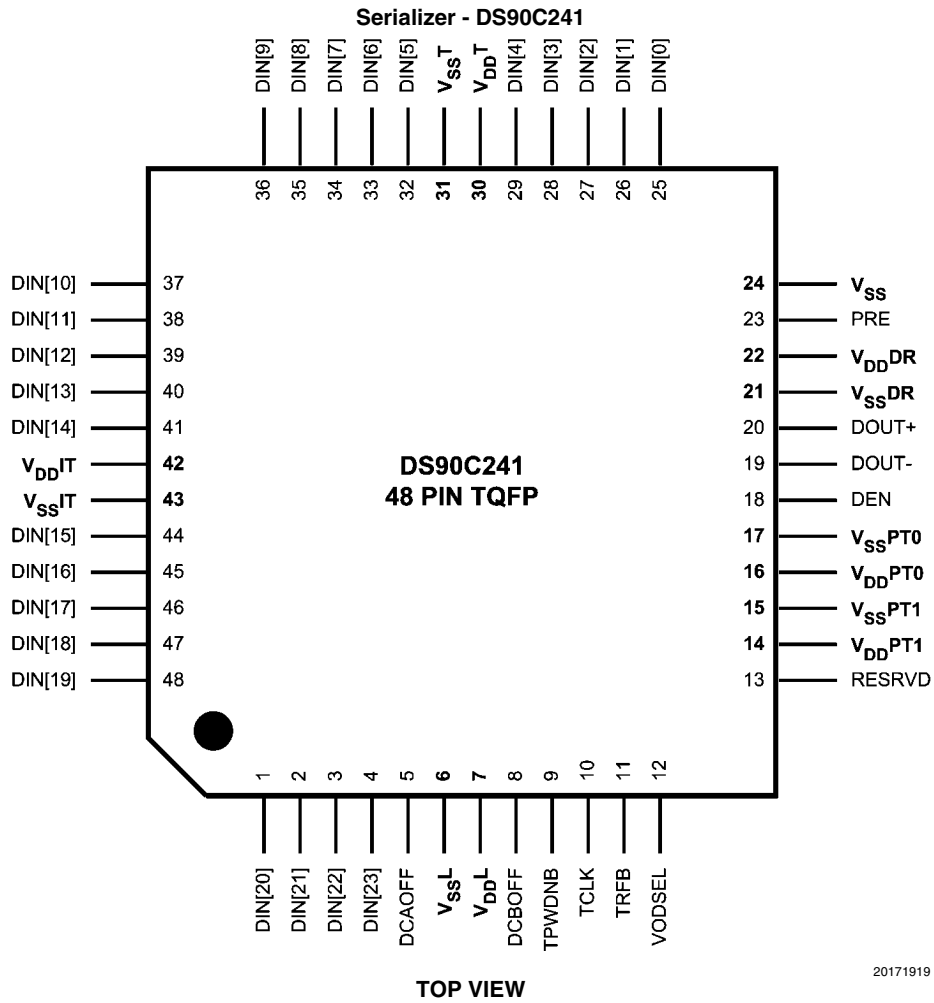 Serializer - DS90C241
DIN[9]
DIN[8]
DIN[7]
DIN[6]
DIN[5]
VSST
VDDT
DIN[4]
DIN[3]
DIN[2]
DIN[1]
DIN[0]
36
35
34
33
32
31
30
29
28
27
26
25
DIN[10] 37
DIN[11] 38
DIN[12] 39
DIN[13] 40
DIN[14] 41
VDDIT 42
VSSIT 43
DIN[15] 44
DIN[16] 45
DIN[17] 46
DIN[18] 47
DIN[19] 48
DS90C241
48 PIN TQFP
24 VSS
23 PRE
22 VDDDR
21 VSSDR
20 DOUT+
19 DOUT-
18 DEN
17 VSSPT0
16 VDDPT0
15 VSSPT1
14 VDDPT1
13 RESRVD
1
2
3
4
5
6
7
8
9
10
11
12
DIN[20]
DIN[21]
DIN[22]
DIN[23]
DCAOFF
VSSL
VDDL
DCBOFF
TPWDNB
TCLK
TRFB
VODSEL
20171919
TOP VIEW